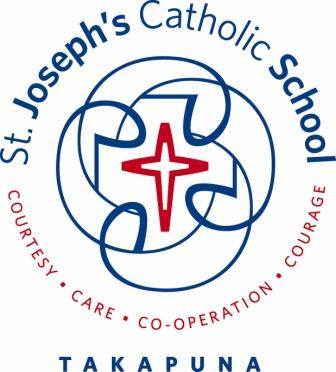 St. Joseph's Catholic School
COURTESY • CARE • CO-OPERATION • COURAGE
TAKAPUNA